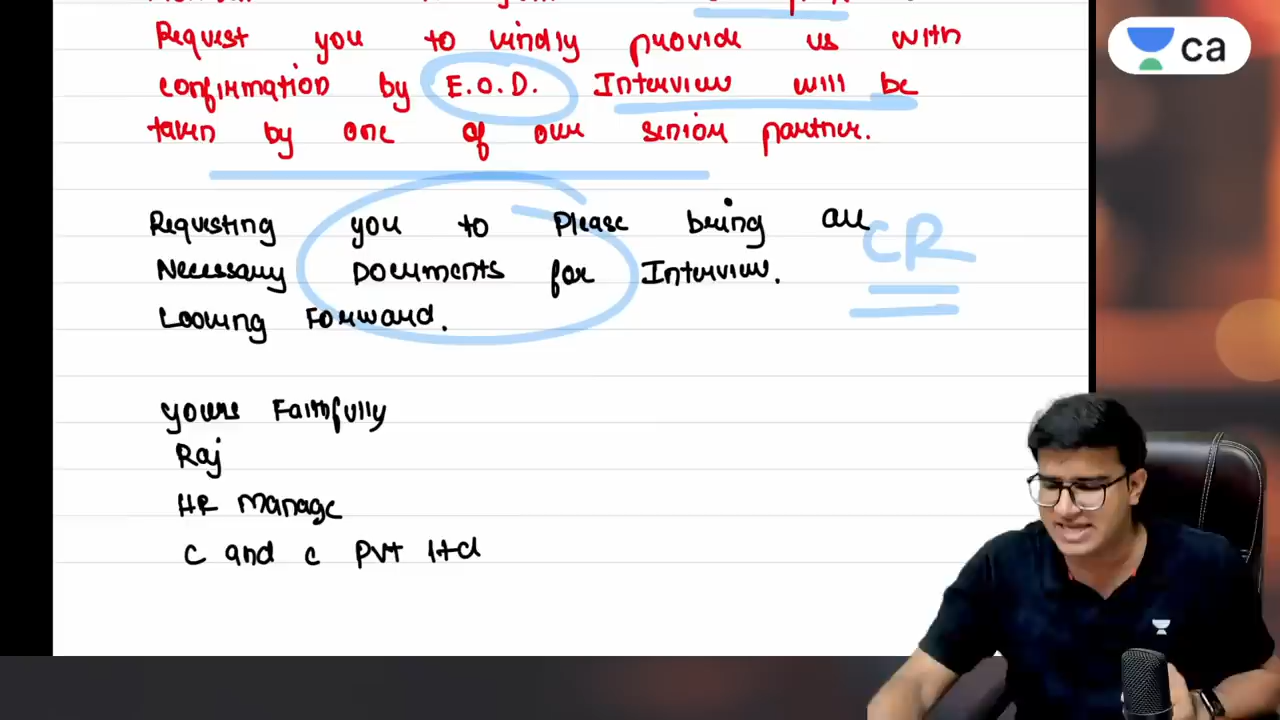 Request you to kindly provide us with
confirmation by E.O.D. Interview will be
taken by one of our senior partner.
Requesting you to Please being all
Necessary Documents for Interview.
Looking Forward.
CR
yours Faithfully
Raj
HR Manage
C and C Pvt ltd
ca